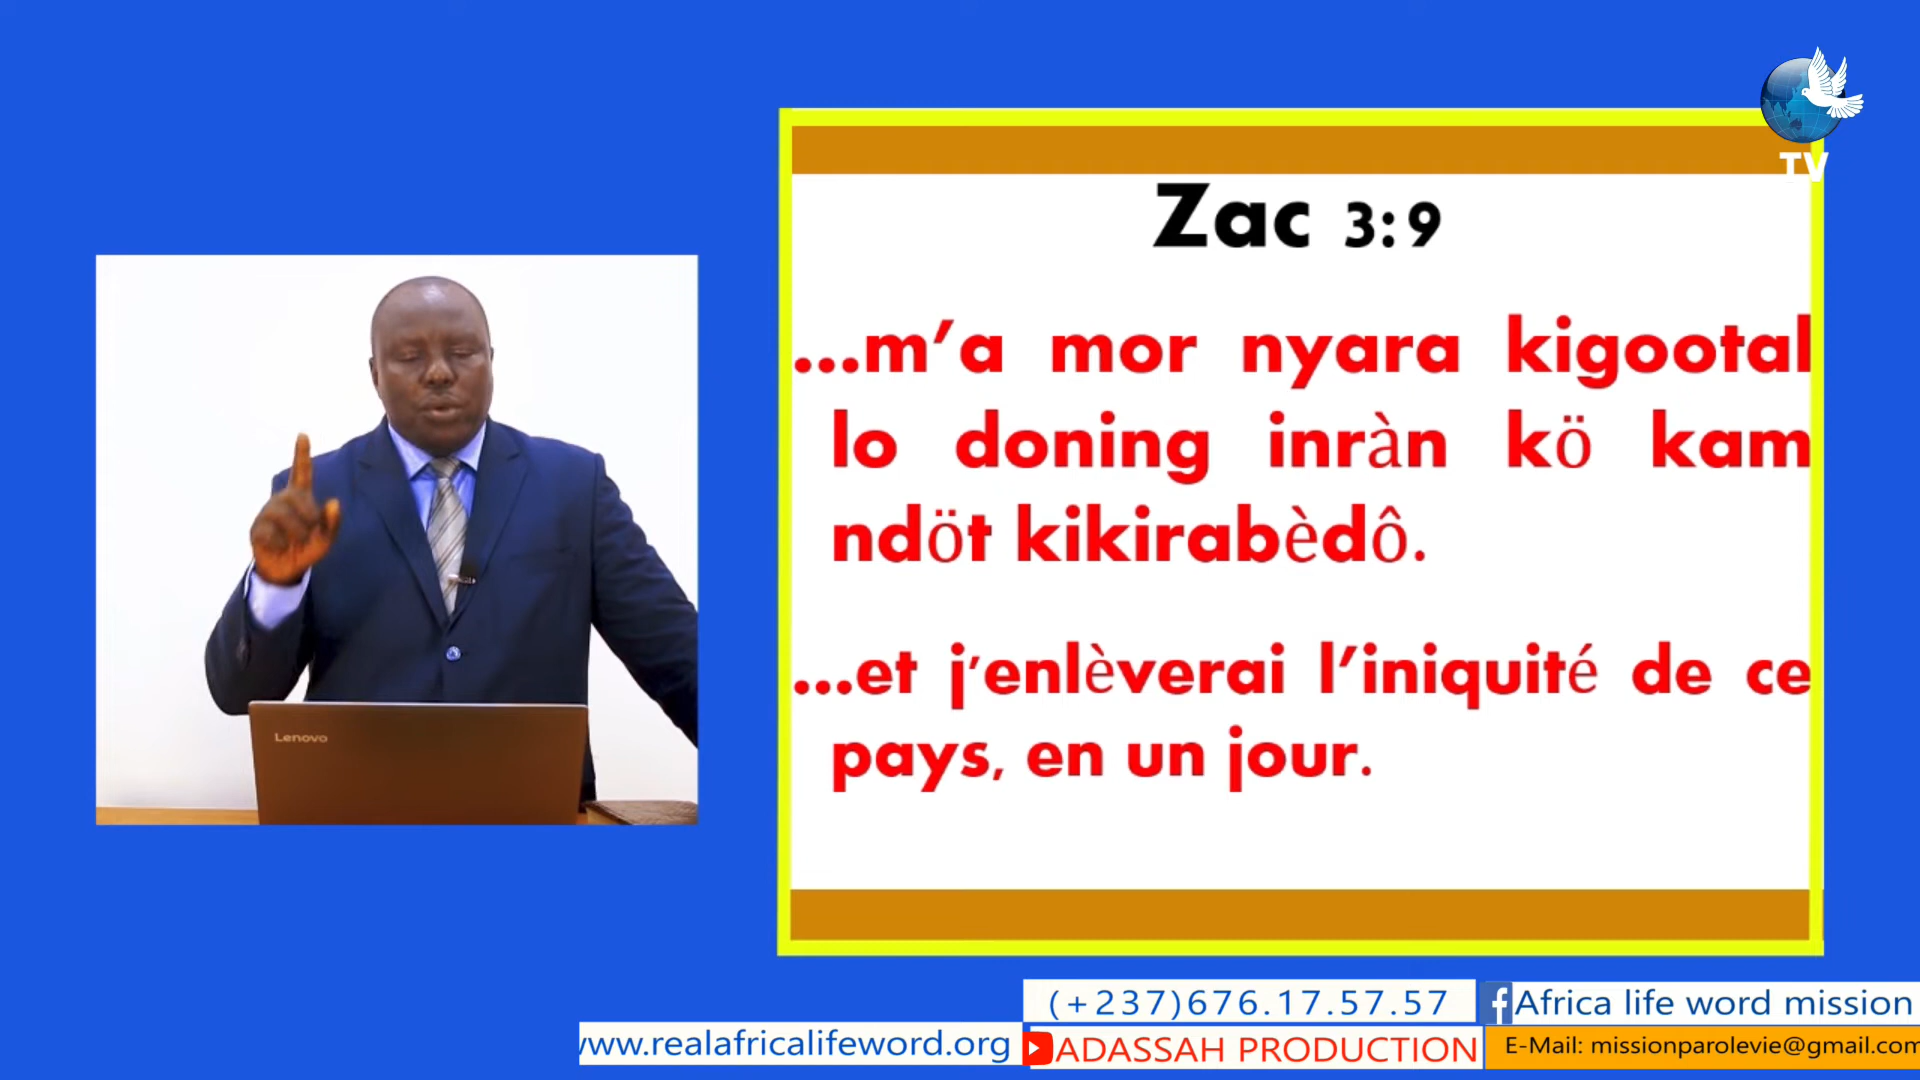 TV
Zac 3:9
...m’a mor nyara kigootal
lo doning inràn kö kam
ndöt kikirabèdô.
...et j'enlèverai l’iniquité de ce
pays, en un jour.
Lenovo
(+237)676.17.57.57
Africa life word mission
www.realafricalifeword.org
ADASSAH PRODUCTION
E-Mail: missionparolevie@gmail.com